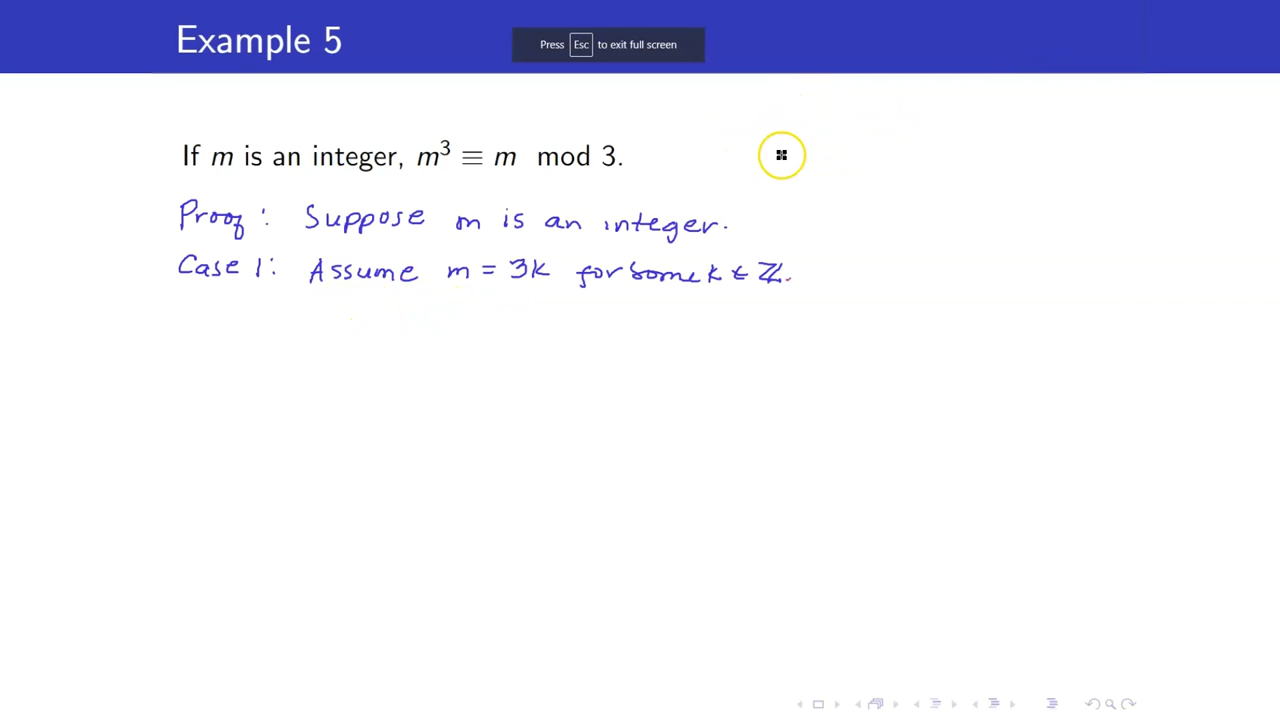 Example 5
Press Esc to exit full screen
If m is an integer, m³ ≡ m mod 3.
Proof: Suppose m is an integer.
Case 1: Assume m = 3k for some k ∈ ℤ.